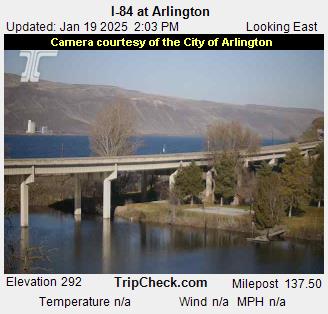 I-84 at Arlington
Updated: Jan 19 2025 2:03 PM Looking East
Camera courtesy of the City of Arlington
Elevation 292 TripCheck.com Milepost 137.50
Temperature n/a Wind n/a MPH n/a